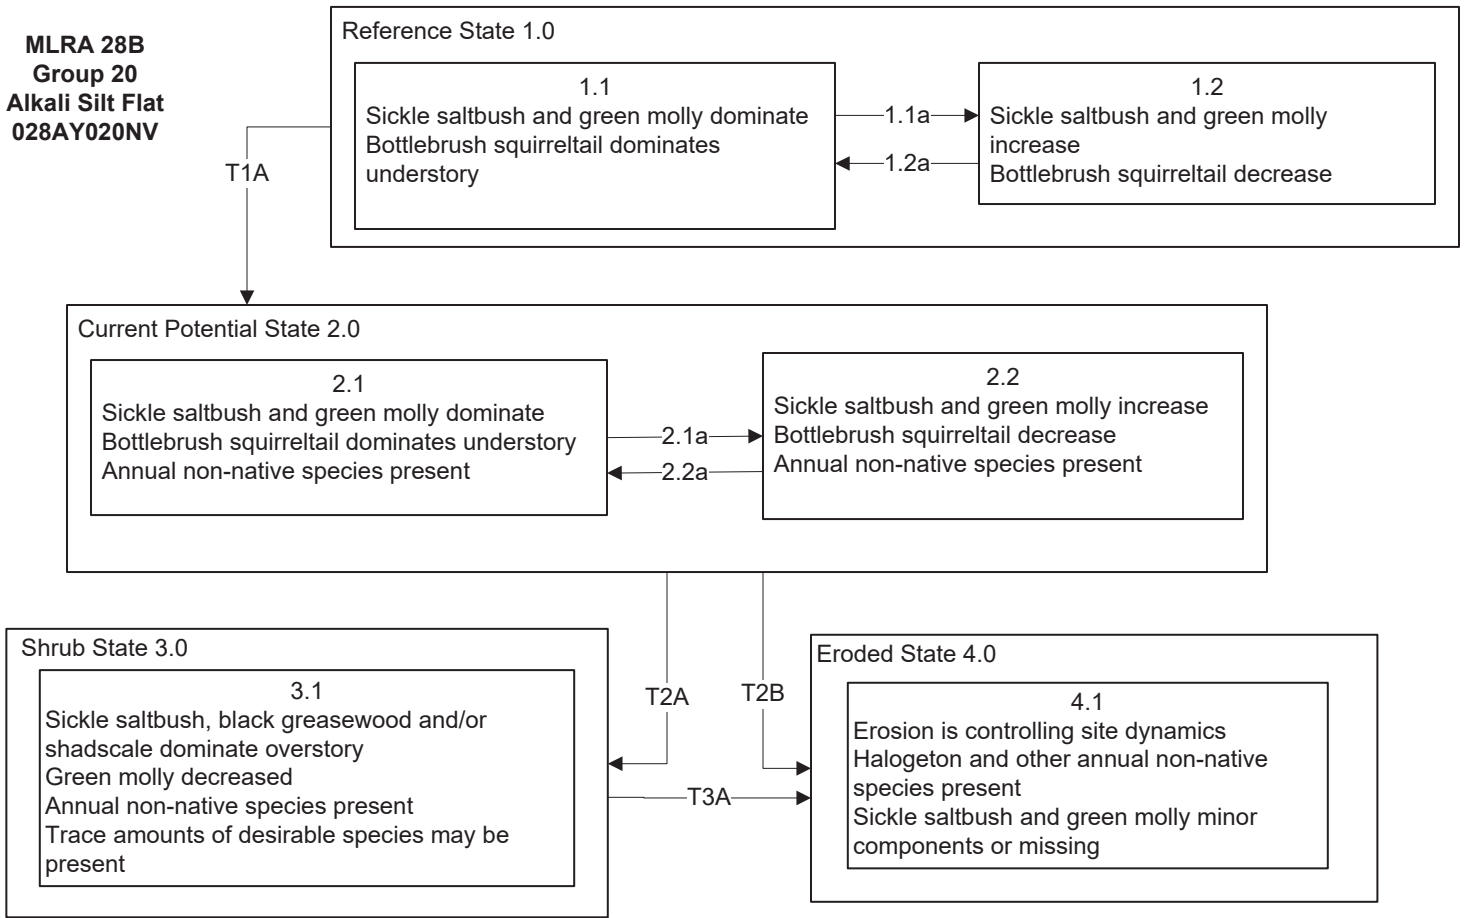 MLRA 28B
Group 20
Alkali Silt Flat
028AY020NV
Reference State 1.0
1.1
Sickle saltbush and green molly dominate
Bottlebrush squirreltail dominates
understory
1.1a
1.2a
1.2
Sickle saltbush and green molly
increase
Bottlebrush squirreltail decrease
T1A
Current Potential State 2.0
2.1
Sickle saltbush and green molly dominate
Bottlebrush squirreltail dominates understory
Annual non-native species present
2.1a
2.2a
2.2
Sickle saltbush and green molly increase
Bottlebrush squirreltail decrease
Annual non-native species present
T2A
T2B
Shrub State 3.0
3.1
Sickle saltbush, black greasewood and/or
shadscale dominate overstory
Green molly decreased
Annual non-native species present
Trace amounts of desirable species may be
present
T3A
Eroded State 4.0
4.1
Erosion is controlling site dynamics
Halogeton and other annual non-native
species present
Sickle saltbush and green molly minor
components or missing